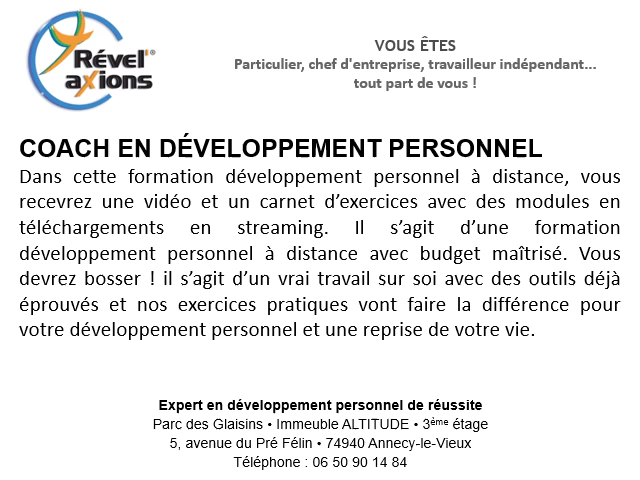 Rével'®
aXions
VOUS ÊTES
Particulier, chef d'entreprise, travailleur indépendant...
tout part de vous !
COACH EN DÉVELOPPEMENT PERSONNEL
Dans cette formation développement personnel à distance, vous
recevrez une vidéo et un carnet d’exercices avec des modules en
téléchargements en streaming. Il s’agit d’une formation
développement personnel à distance avec budget maîtrisé. Vous
devrez bosser ! il s’agit d’un vrai travail sur soi avec des outils déjà
éprouvés et nos exercices pratiques vont faire la différence pour
votre développement personnel et une reprise de votre vie.
Expert en développement personnel de réussite
Parc des Glaisins • Immeuble ALTITUDE • 3ème étage
5, avenue du Pré Félin • 74940 Annecy-le-Vieux
Téléphone : 06 50 90 14 84